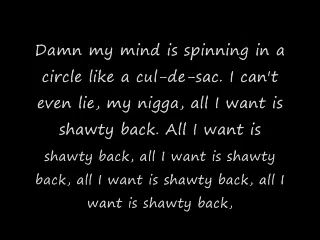 Damn my mind is spinning in a
circle like a cul-de-sac. I can't
even lie, my nigga, all I want is
shawty back. All I want is
shawty back, all I want is shawty
back, all I want is shawty back, all I
want is shawty back,